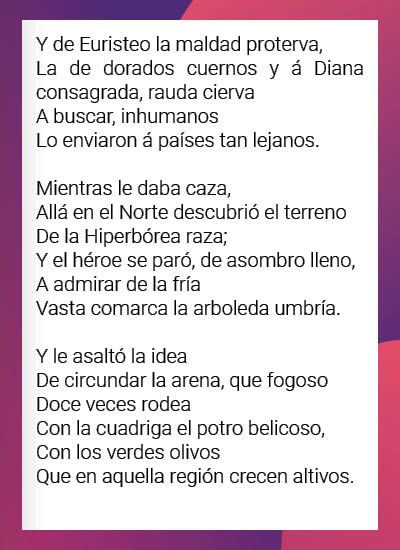 Y de Euristeo la maldad proterva,
La de dorados cuernos y á Diana
consagrada, rauda cierva
A buscar, inhumanos
Lo enviaron á países tan lejanos.

Mientras le daba caza,
Allá en el Norte descubrió el terreno
De la Hiperbórea raza;
Y el héroe se paró, de asombro lleno,
A admirar de la fría
Vasta comarca la arboleda umbría.

Y le asaltó la idea
De circundar la arena, que fogoso
Doce veces rodea
Con la cuadriga el potro belicoso,
Con los verdes olivos
Que en aquella región crecen altivos.